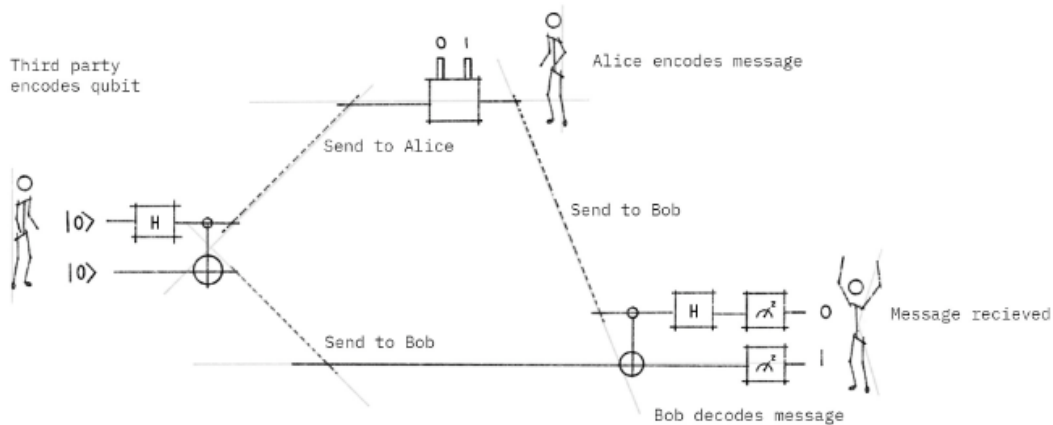 Third party
encodes qubit
0 1
Alice encodes message
Send to Alice
|0⟩ H
|0⟩
Send to Bob
Send to Bob
H z 0
z 1
Message recieved
Bob decodes message